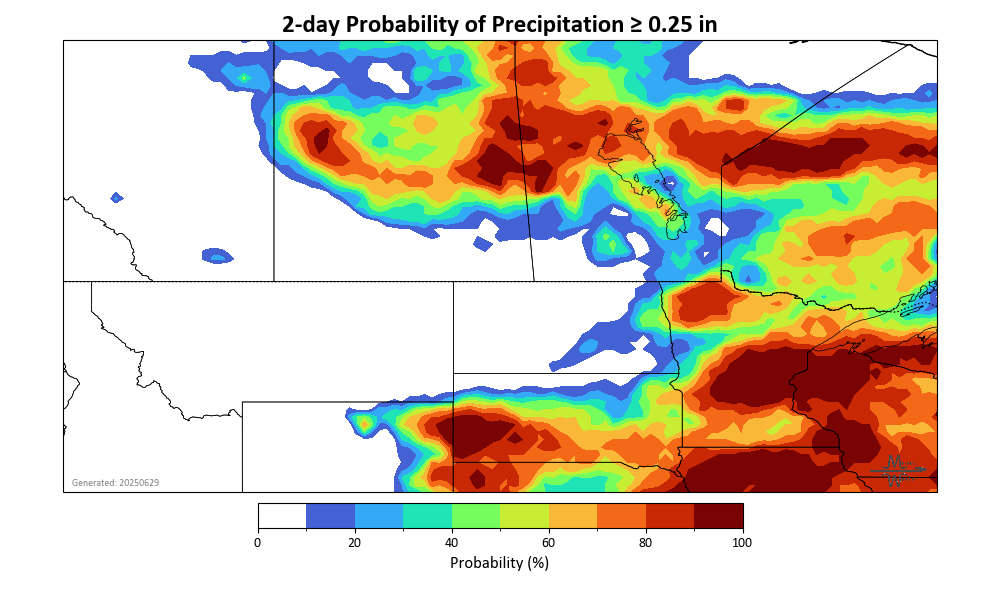 2-day Probability of Precipitation ≥ 0.25 in
Generated: 20250629
0 20 40 60 80 100
Probability (%)